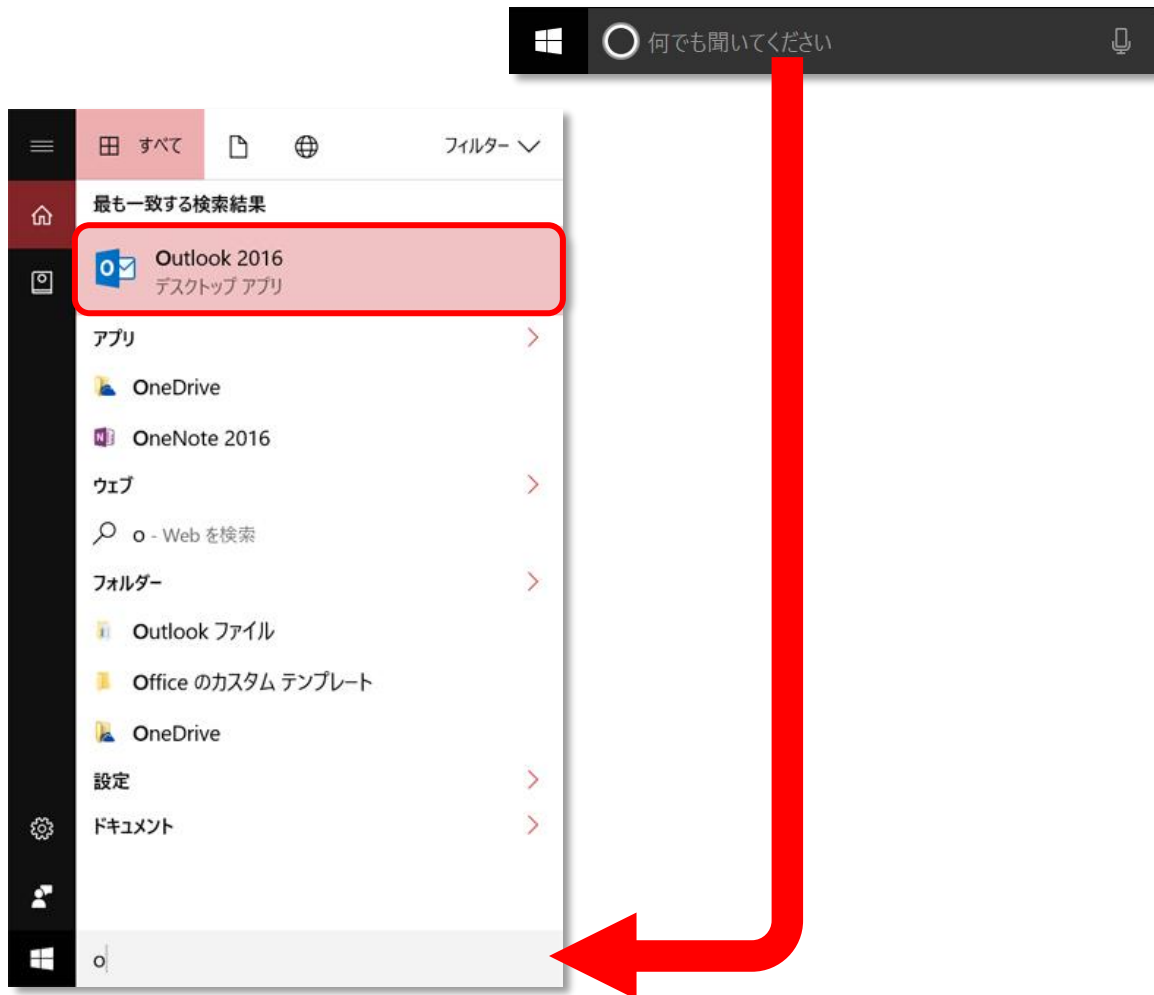 何でも聞いてください
すべて
フィルター
最も一致する検索結果
Outlook 2016
デスクトップ アプリ
アプリ
OneDrive
OneNote 2016
ウェブ
o - Web を検索
フォルダー
Outlook ファイル
Office のカスタム テンプレート
OneDrive
設定
ドキュメント
o